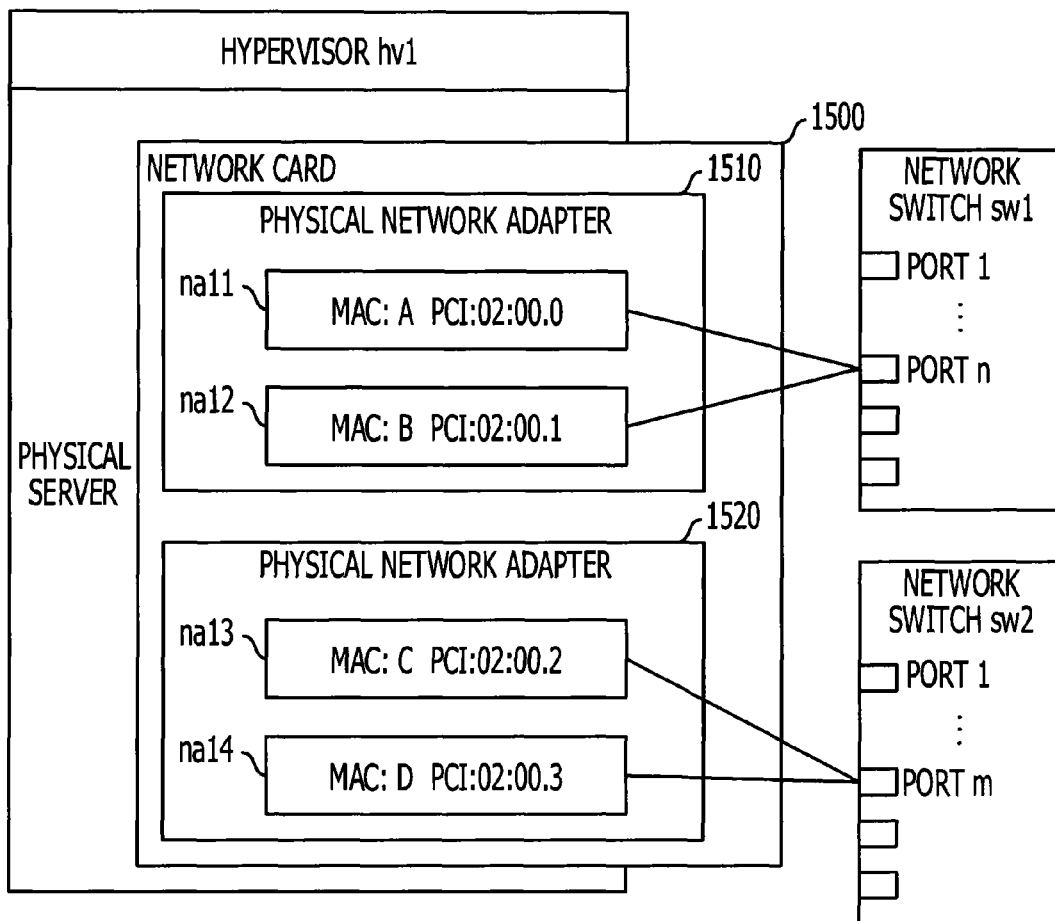 HYPERVISOR hv1
1500
NETWORK CARD
1510
PHYSICAL NETWORK ADAPTER
na11
MAC: A PCI:02:00.0
na12
MAC: B PCI:02:00.1
PHYSICAL
SERVER
1520
PHYSICAL NETWORK ADAPTER
na13
MAC: C PCI:02:00.2
na14
MAC: D PCI:02:00.3
NETWORK
SWITCH sw1
PORT 1
⋮
PORT n
NETWORK
SWITCH sw2
PORT 1
⋮
PORT m